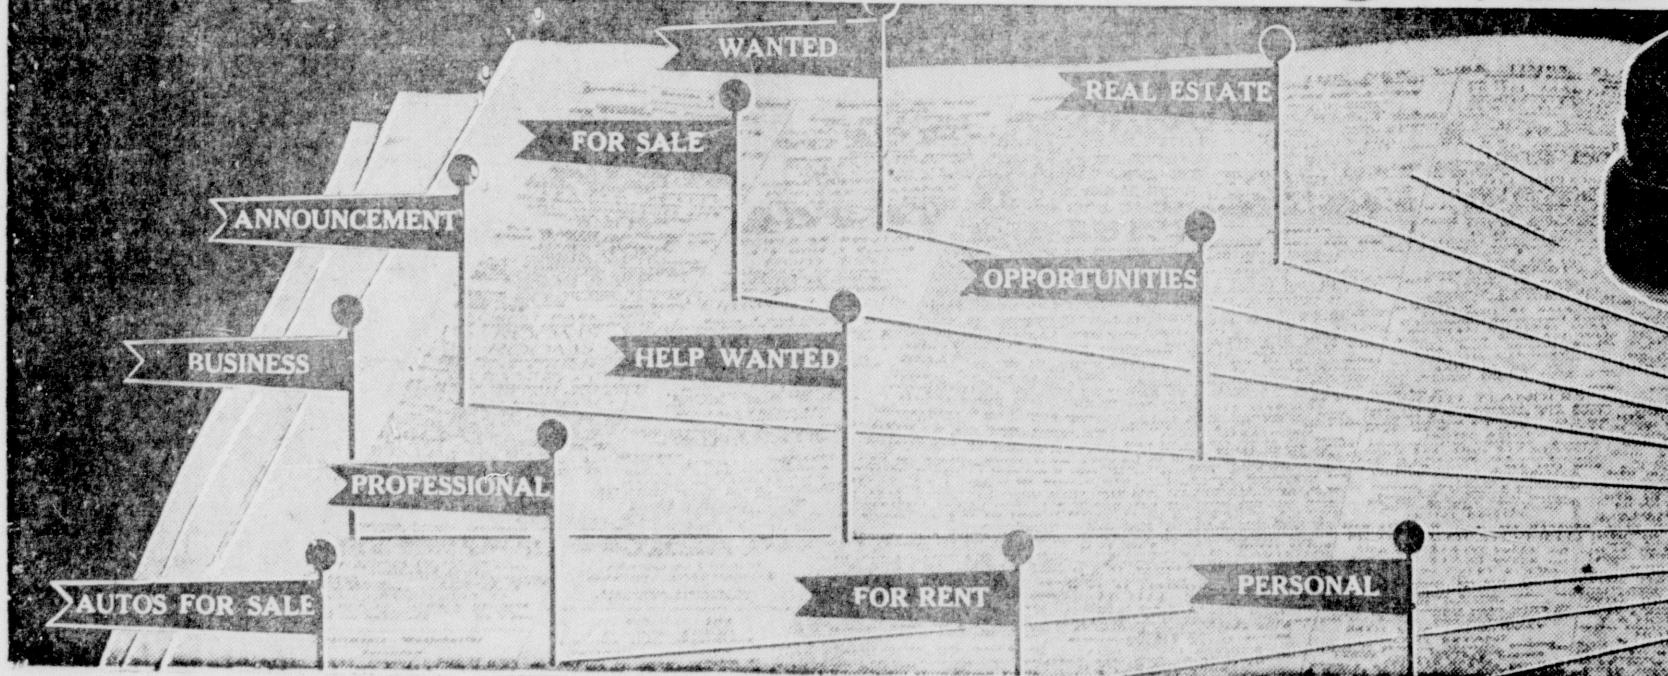 WANTED
REAL ESTATE
FOR SALE
ANNOUNCEMENT
OPPORTUNITIES
BUSINESS
HELP WANTED
PROFESSIONAL
AUTOS FOR SALE
FOR RENT
PERSONAL